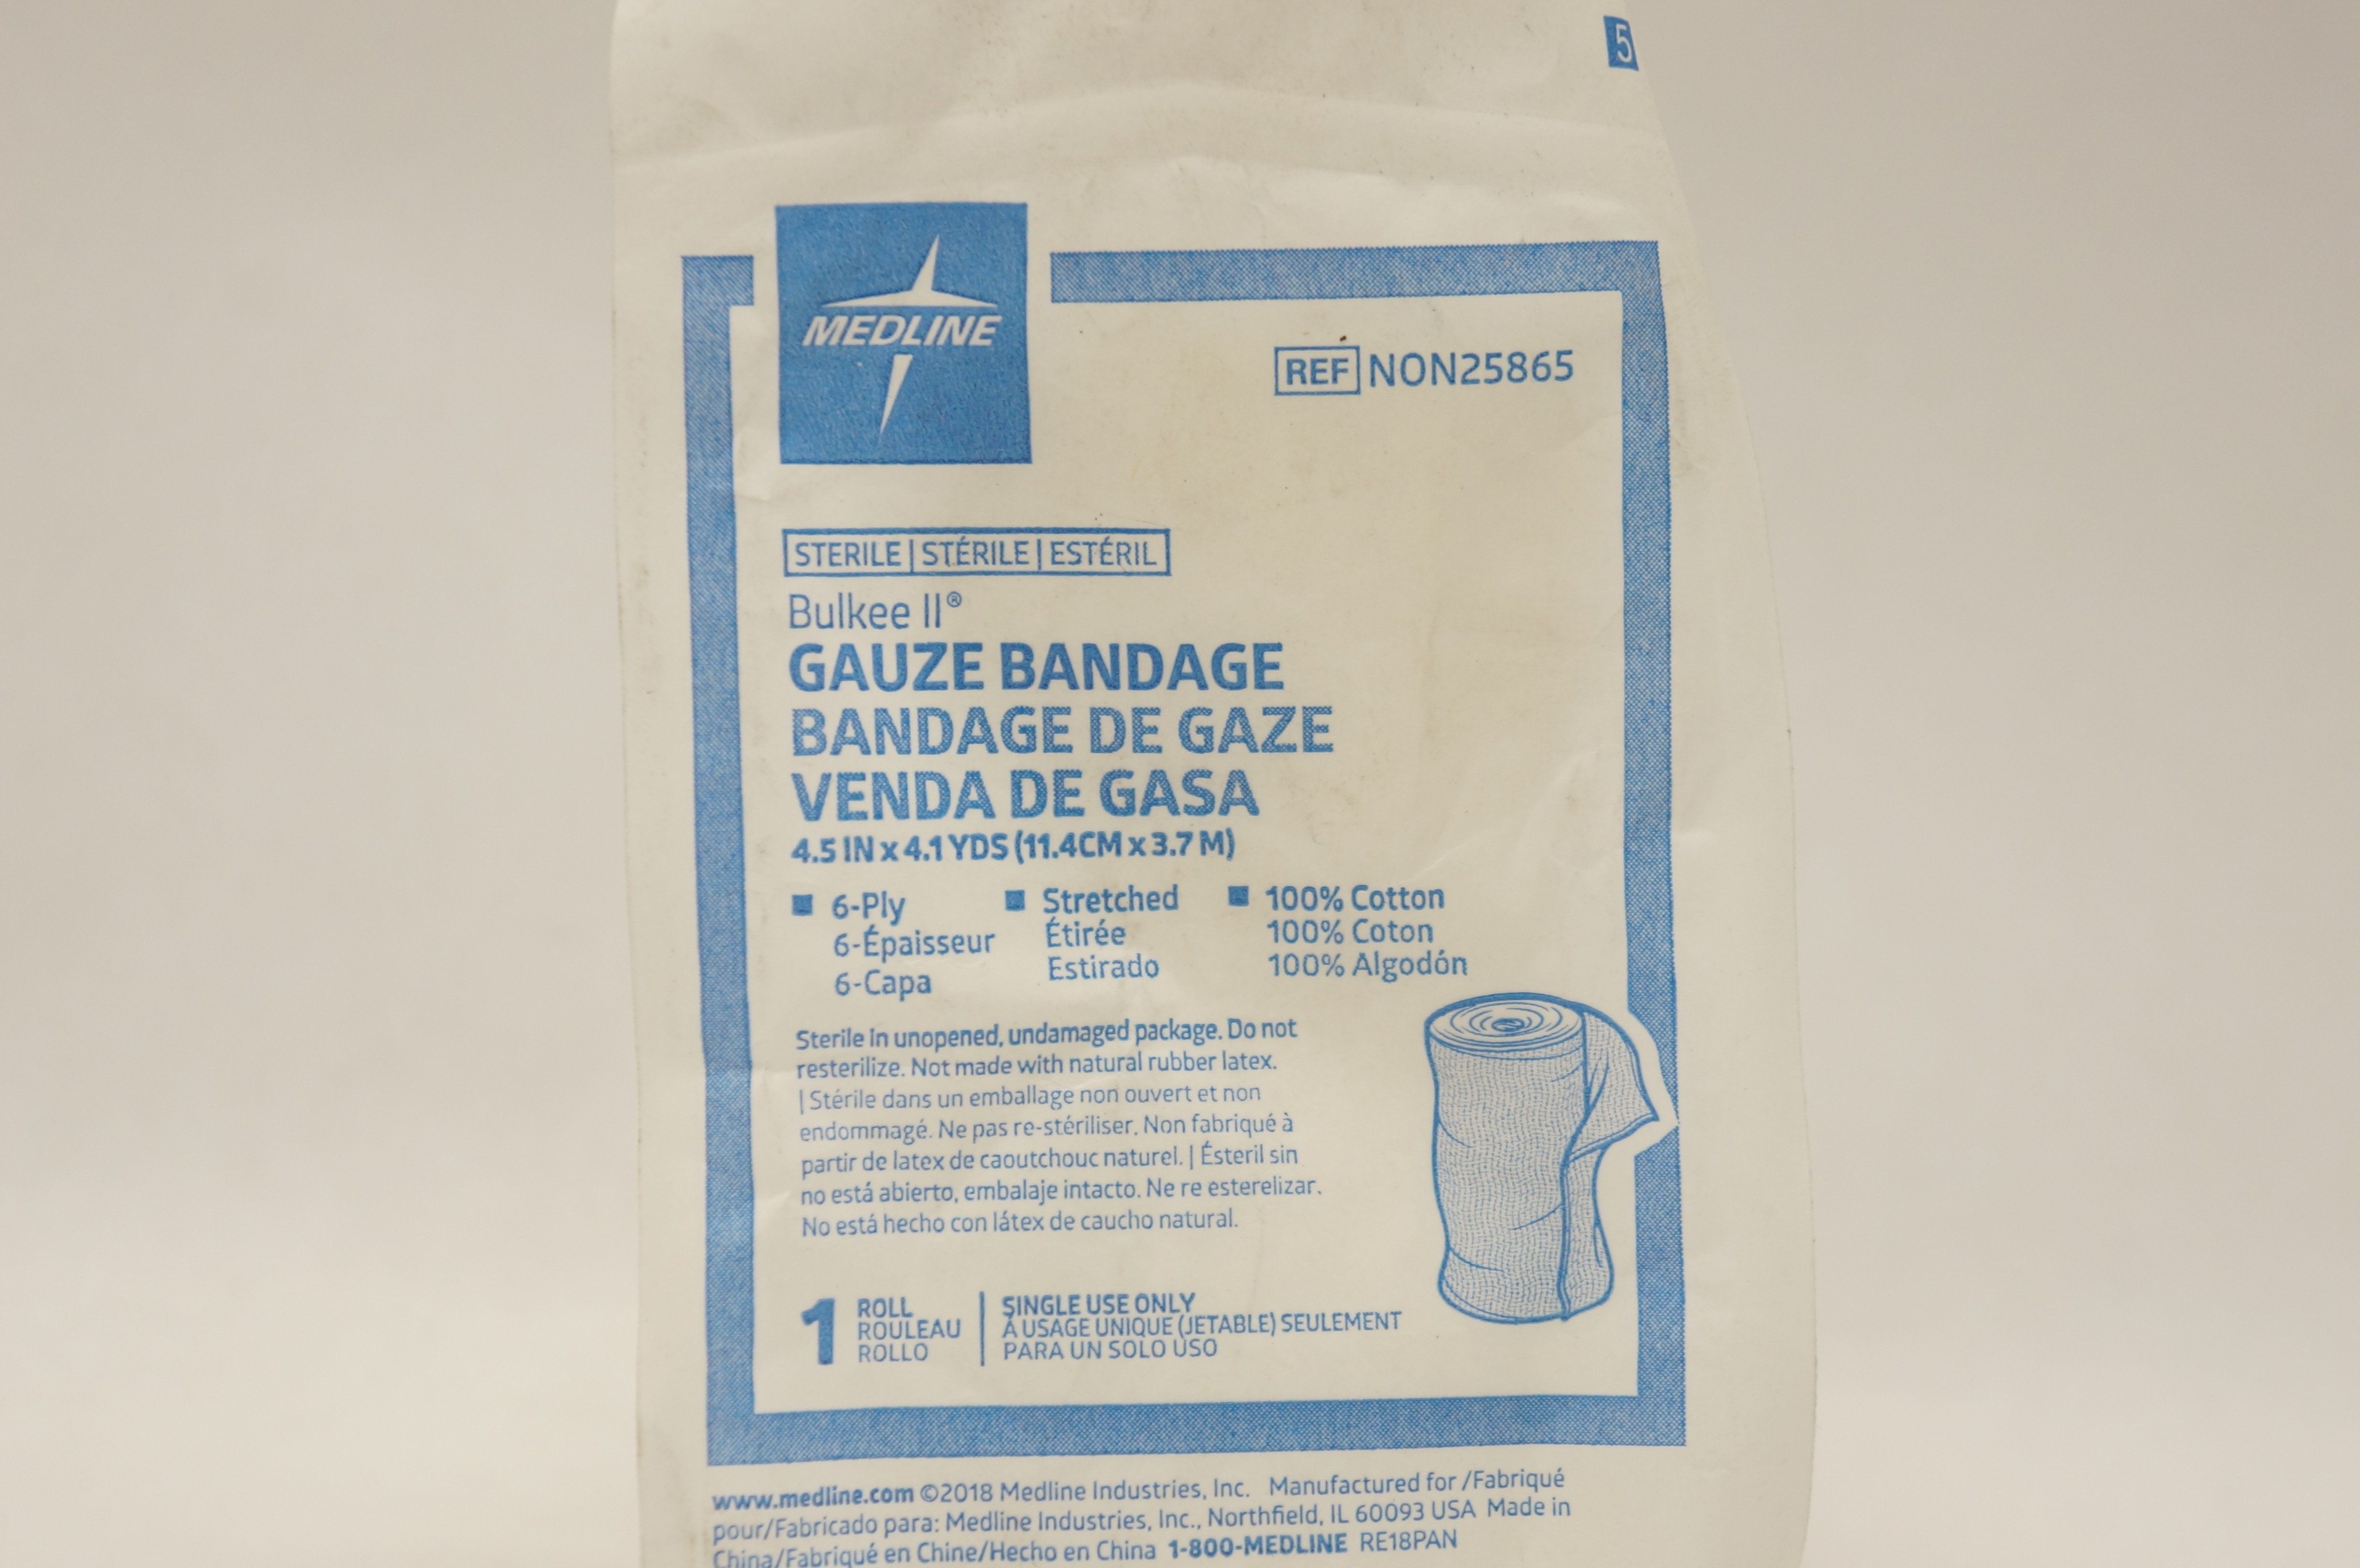 5
MEDLINE
REF NON25865
STERILE | STÉRILE | ESTÉRIL
Bulkee II®
GAUZE BANDAGE
BANDAGE DE GAZE
VENDA DE GASA
4.5 IN x 4.1 YDS (11.4CM x 3.7 M)
6-Ply
6-Épaisseur
6-Capa
Stretched
Étirée
Estirado
100% Cotton
100% Coton
100% Algodón
Sterile in unopened, undamaged package. Do not
resterilize. Not made with natural rubber latex.
| Stérile dans un emballage non ouvert et non
endommagé. Ne pas re-stériliser. Non fabriqué à
partir de latex de caoutchouc naturel. | Ésteril sin
no está abierto, embalaje intacto. Ne re esterelizar.
No está hecho con látex de caucho natural.
1 ROLL
ROULEAU
ROLLO
SINGLE USE ONLY
À USAGE UNIQUE (JETABLE) SEULEMENT
PARA UN SOLO USO
www.medline.com ©2018 Medline Industries, Inc. Manufactured for /Fabriqué
pour/Fabricado para: Medline Industries, Inc., Northfield, IL 60093 USA Made in
China/Fabriqué en Chine/Hecho en China 1-800-MEDLINE RE18PAN